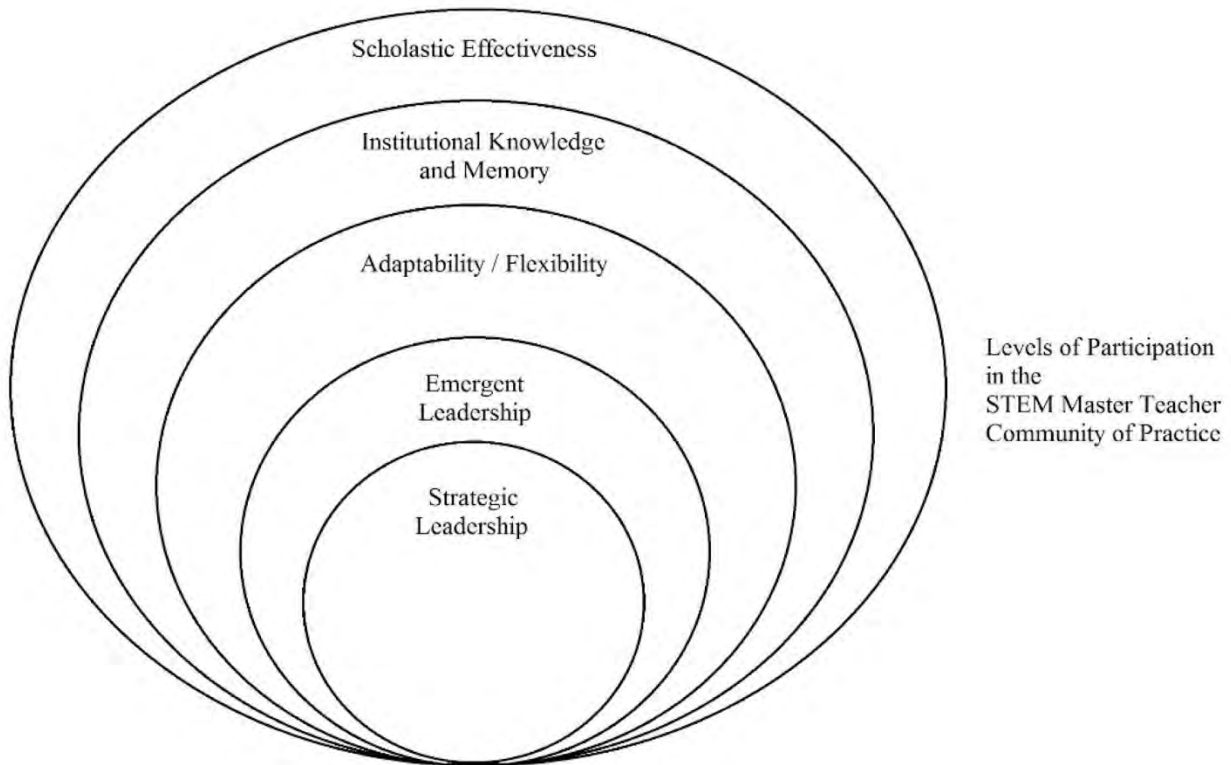 Scholastic Effectiveness
Institutional Knowledge
and Memory
Adaptability / Flexibility
Emergent
Leadership
Strategic
Leadership
Levels of Participation
in the
STEM Master Teacher
Community of Practice